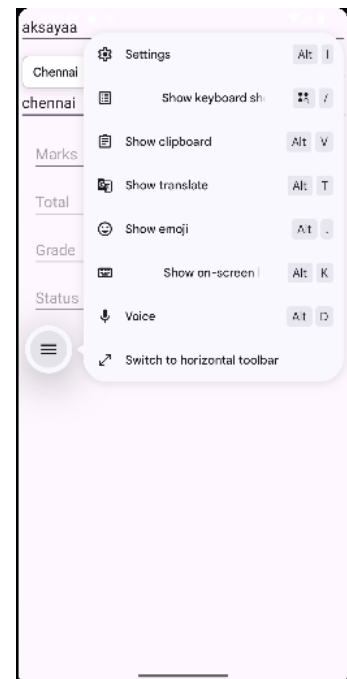 aksayaa
Chennai
chennai
Marks
Total
Grade
Status
Settings Alt I
Show keyboard sh /
Show clipboard Alt V
Show translate Alt T
Show emoji Alt .
Show on-screen Alt K
Voice Alt D
Switch to horizontal toolbar